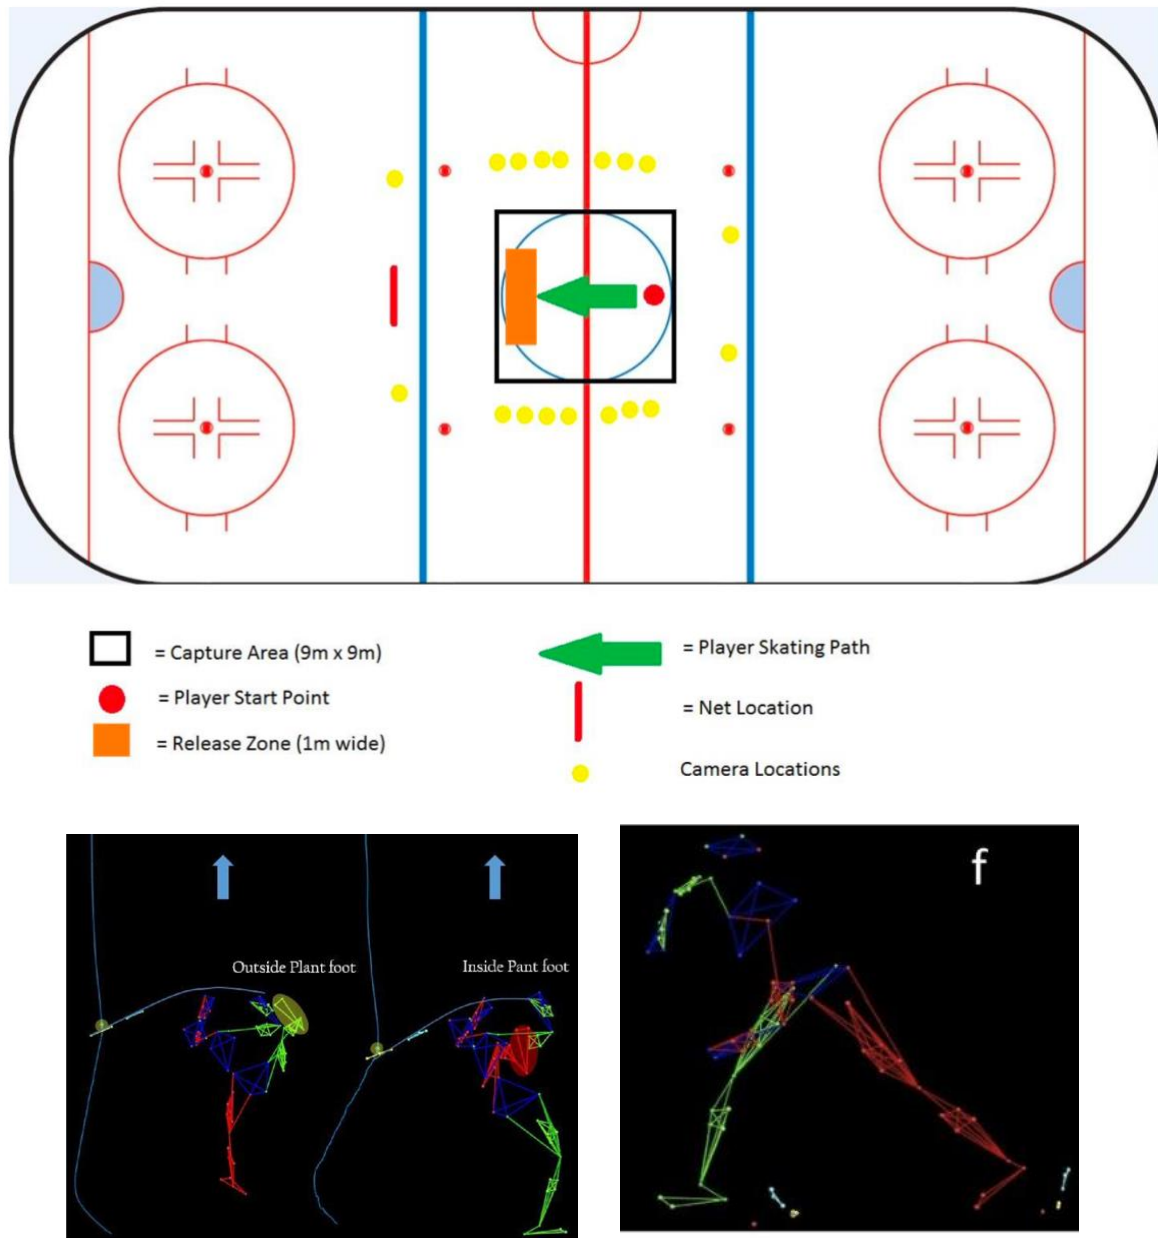 = Capture Area (9m x 9m)
= Player Skating Path
= Player Start Point
= Net Location
= Release Zone (1m wide)
Camera Locations
Outside Plant foot
Inside Pant foot
f